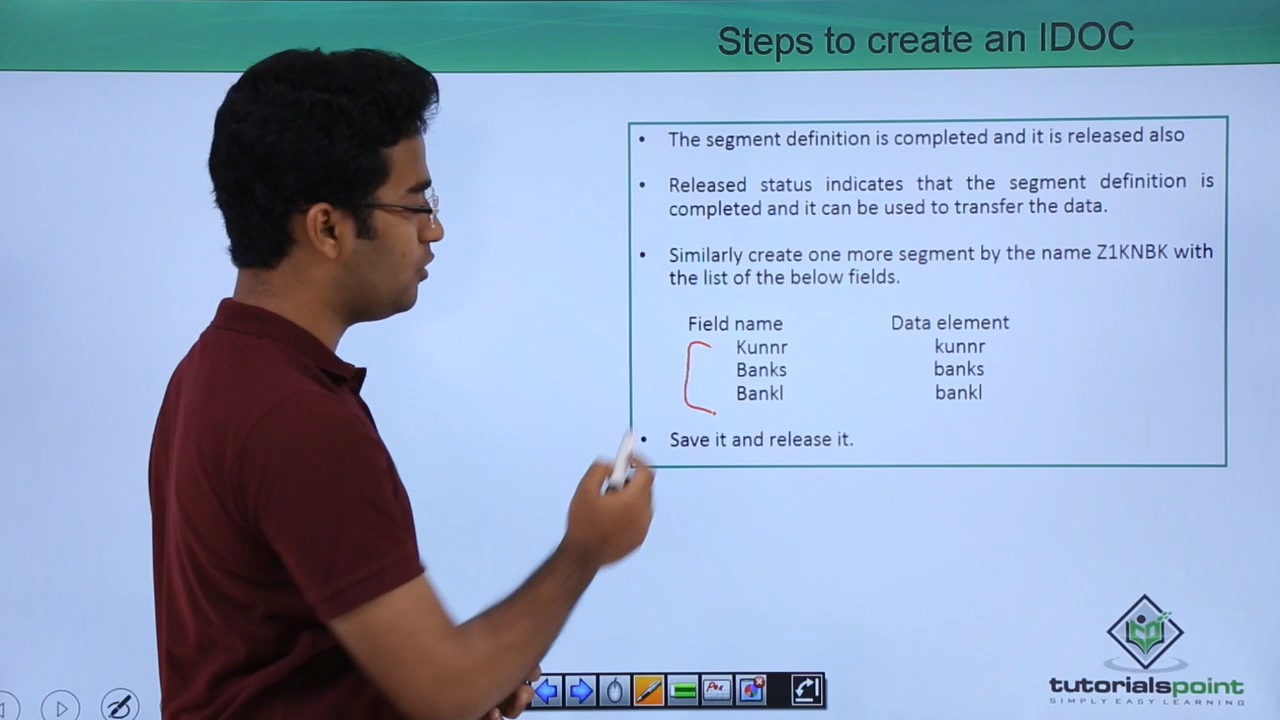 Steps to create an IDOC
• The segment definition is completed and it is released also
• Released status indicates that the segment definition is
completed and it can be used to transfer the data.
• Similarly create one more segment by the name Z1KNBK with
the list of the below fields.
Field name Data element
Kunnr kunnr
Banks banks
Bankl bankl
• Save it and release it.
tutorialspoint
SIMPLY EASY LEARNING